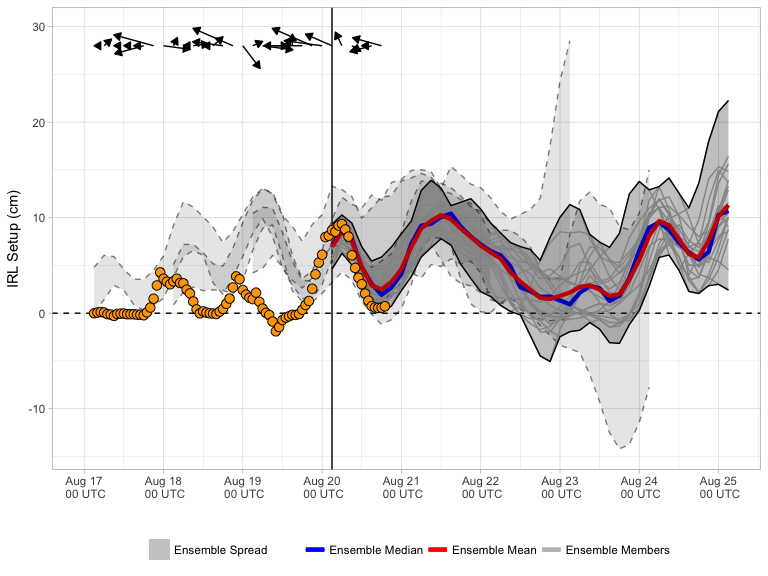 IRL Setup (cm)
30
20
10
0
-10
Aug 17 Aug 18 Aug 19 Aug 20 Aug 21 Aug 22 Aug 23 Aug 24 Aug 25
00 UTC 00 UTC 00 UTC 00 UTC 00 UTC 00 UTC 00 UTC 00 UTC 00 UTC
Ensemble Spread Ensemble Median Ensemble Mean Ensemble Members